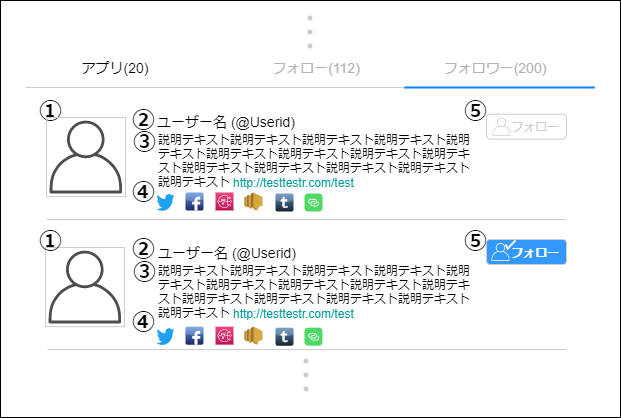 アプリ(20)
フォロー(112)
フォロワー(200)
①
② ユーザー名 (@Userid)
⑤ フォロー
③ 説明テキスト説明テキスト説明テキスト説明テキスト説明
テキスト説明テキスト説明テキスト説明テキスト説明テキ
スト説明テキスト説明テキスト説明テキスト説明テキスト
説明テキスト http://testtestr.com/test
④
①
② ユーザー名 (@Userid)
⑤ フォロー
③ 説明テキスト説明テキスト説明テキスト説明テキスト説明
テキスト説明テキスト説明テキスト説明テキスト説明テキ
スト説明テキスト説明テキスト説明テキスト説明テキスト
説明テキスト http://testtestr.com/test
④